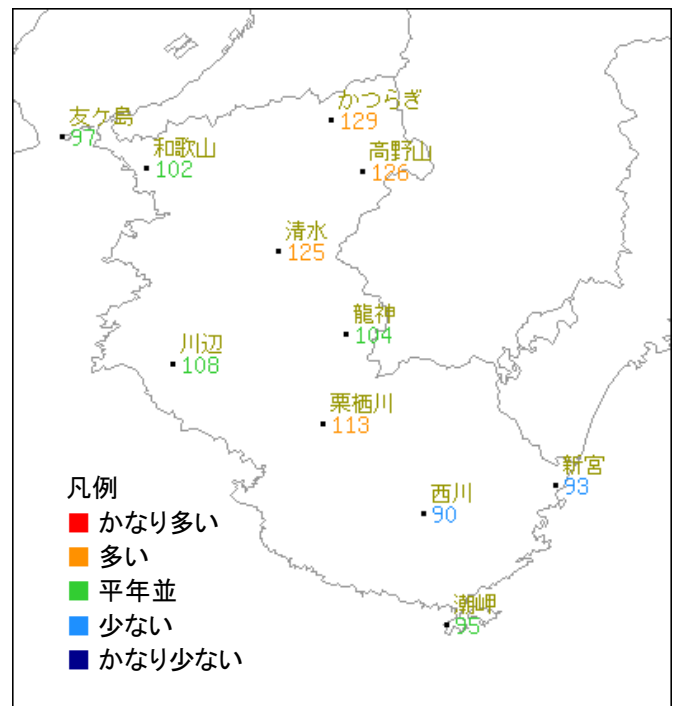 かつらぎ
129
友ケ島
97
和歌山
102
高野山
126
清水
125
龍神
104
川辺
108
栗栖川
113
新宮
93
西川
90
潮岬
95
凡例
かなり多い
多い
平年並
少ない
かなり少ない